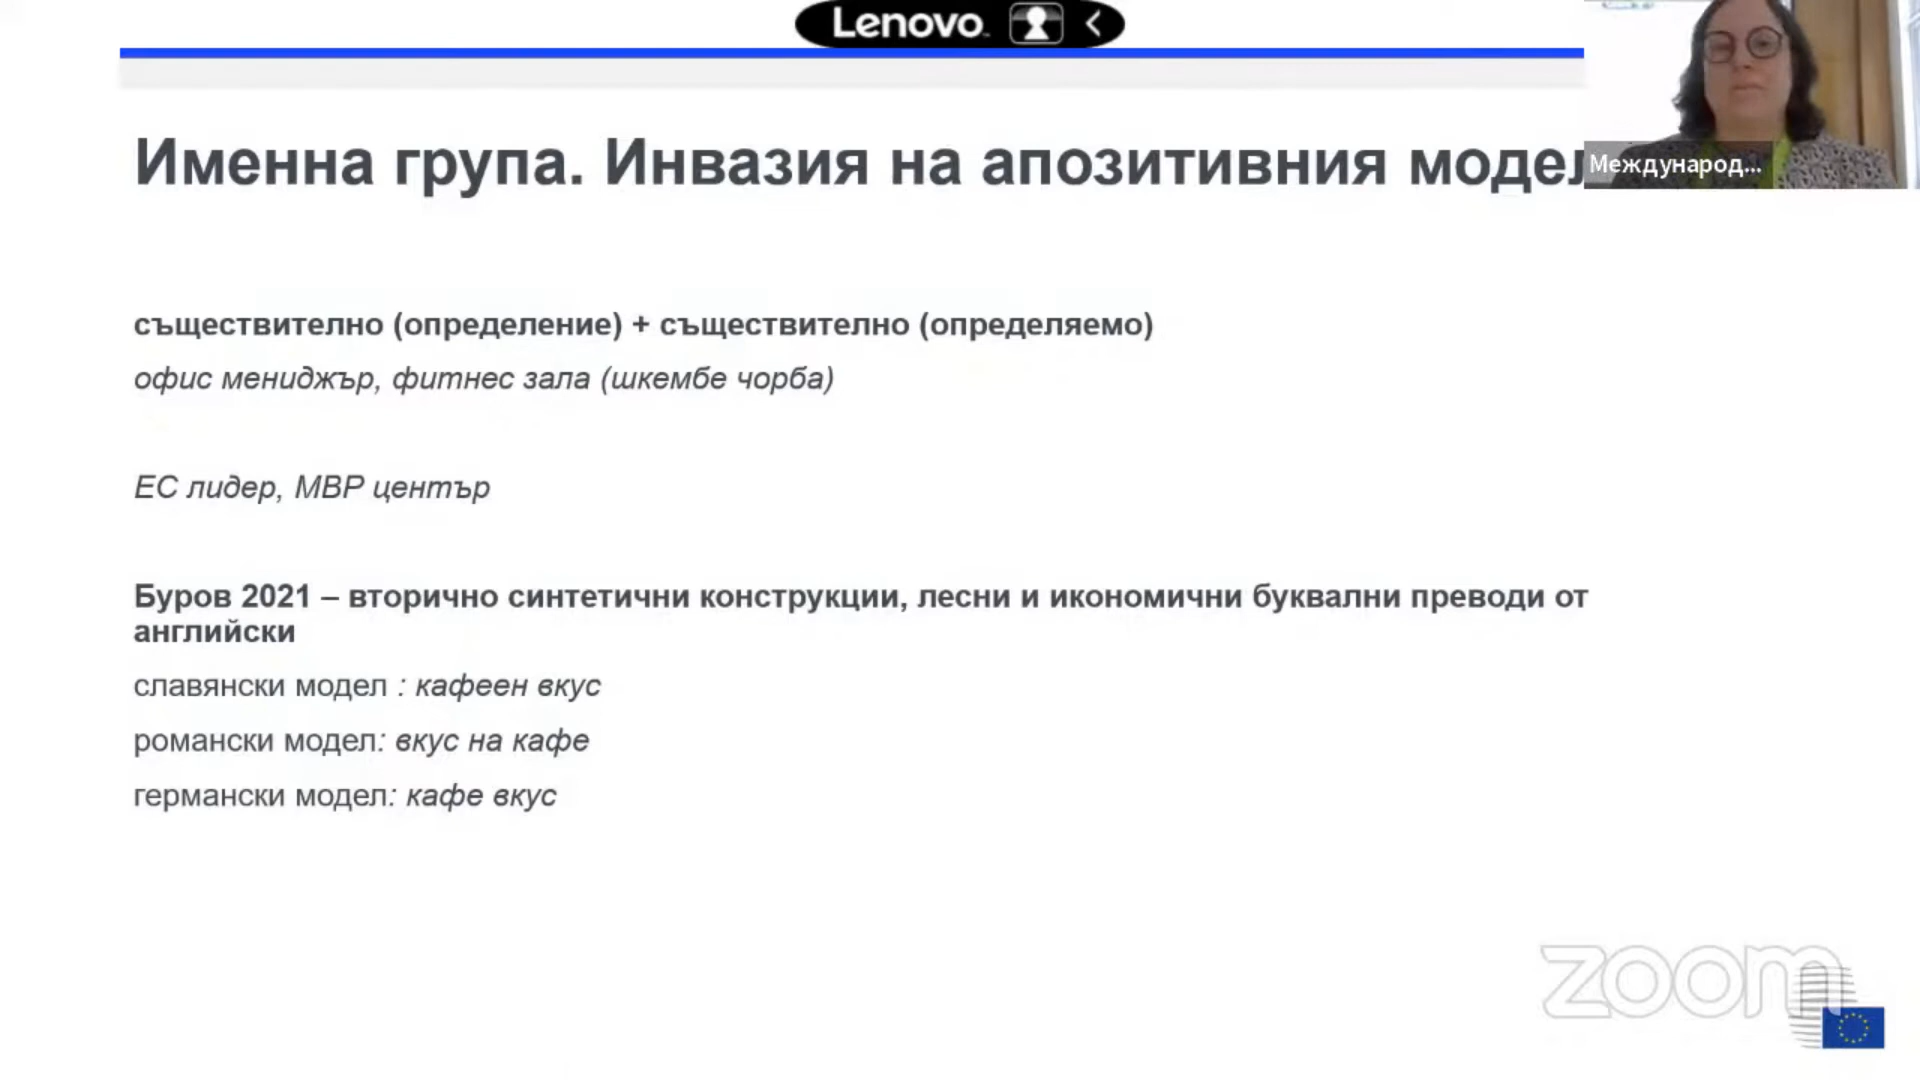 Lenovo
Именна група. Инвазия на апозитивния модел
Международ...
съществително (определение) + съществително (определяемо)
офис мениджър, фитнес зала (шкембе чорба)
ЕС лидер, МВР център
Буров 2021 – вторично синтетични конструкции, лесни и икономични буквални преводи от
английски
славянски модел : кафеен вкус
романски модел: вкус на кафе
германски модел: кафе вкус
zoom